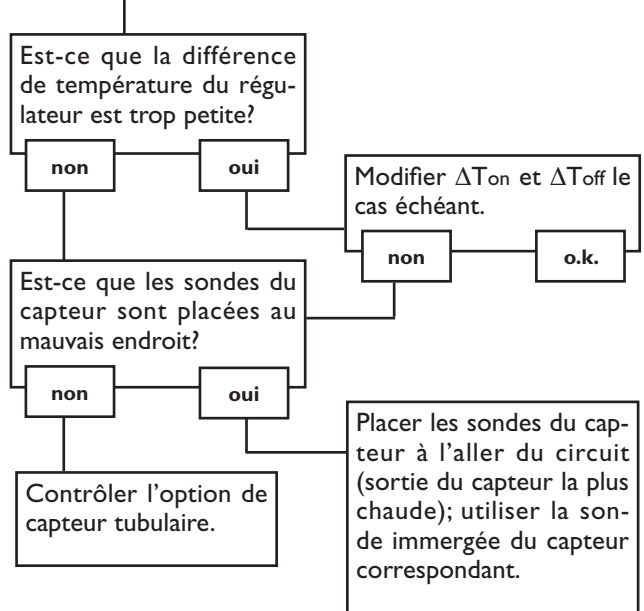 Est-ce que la différence
de température du régu-
lateur est trop petite?
non
oui
Modifier ΔTon et ΔToff le
cas échéant.
non
o.k.
Est-ce que les sondes du
capteur sont placées au
mauvais endroit?
non
oui
Contrôler l'option de
capteur tubulaire.
Placer les sondes du cap-
teur à l'aller du circuit
(sortie du capteur la plus
chaude); utiliser la son-
de immergée du capteur
correspondant.